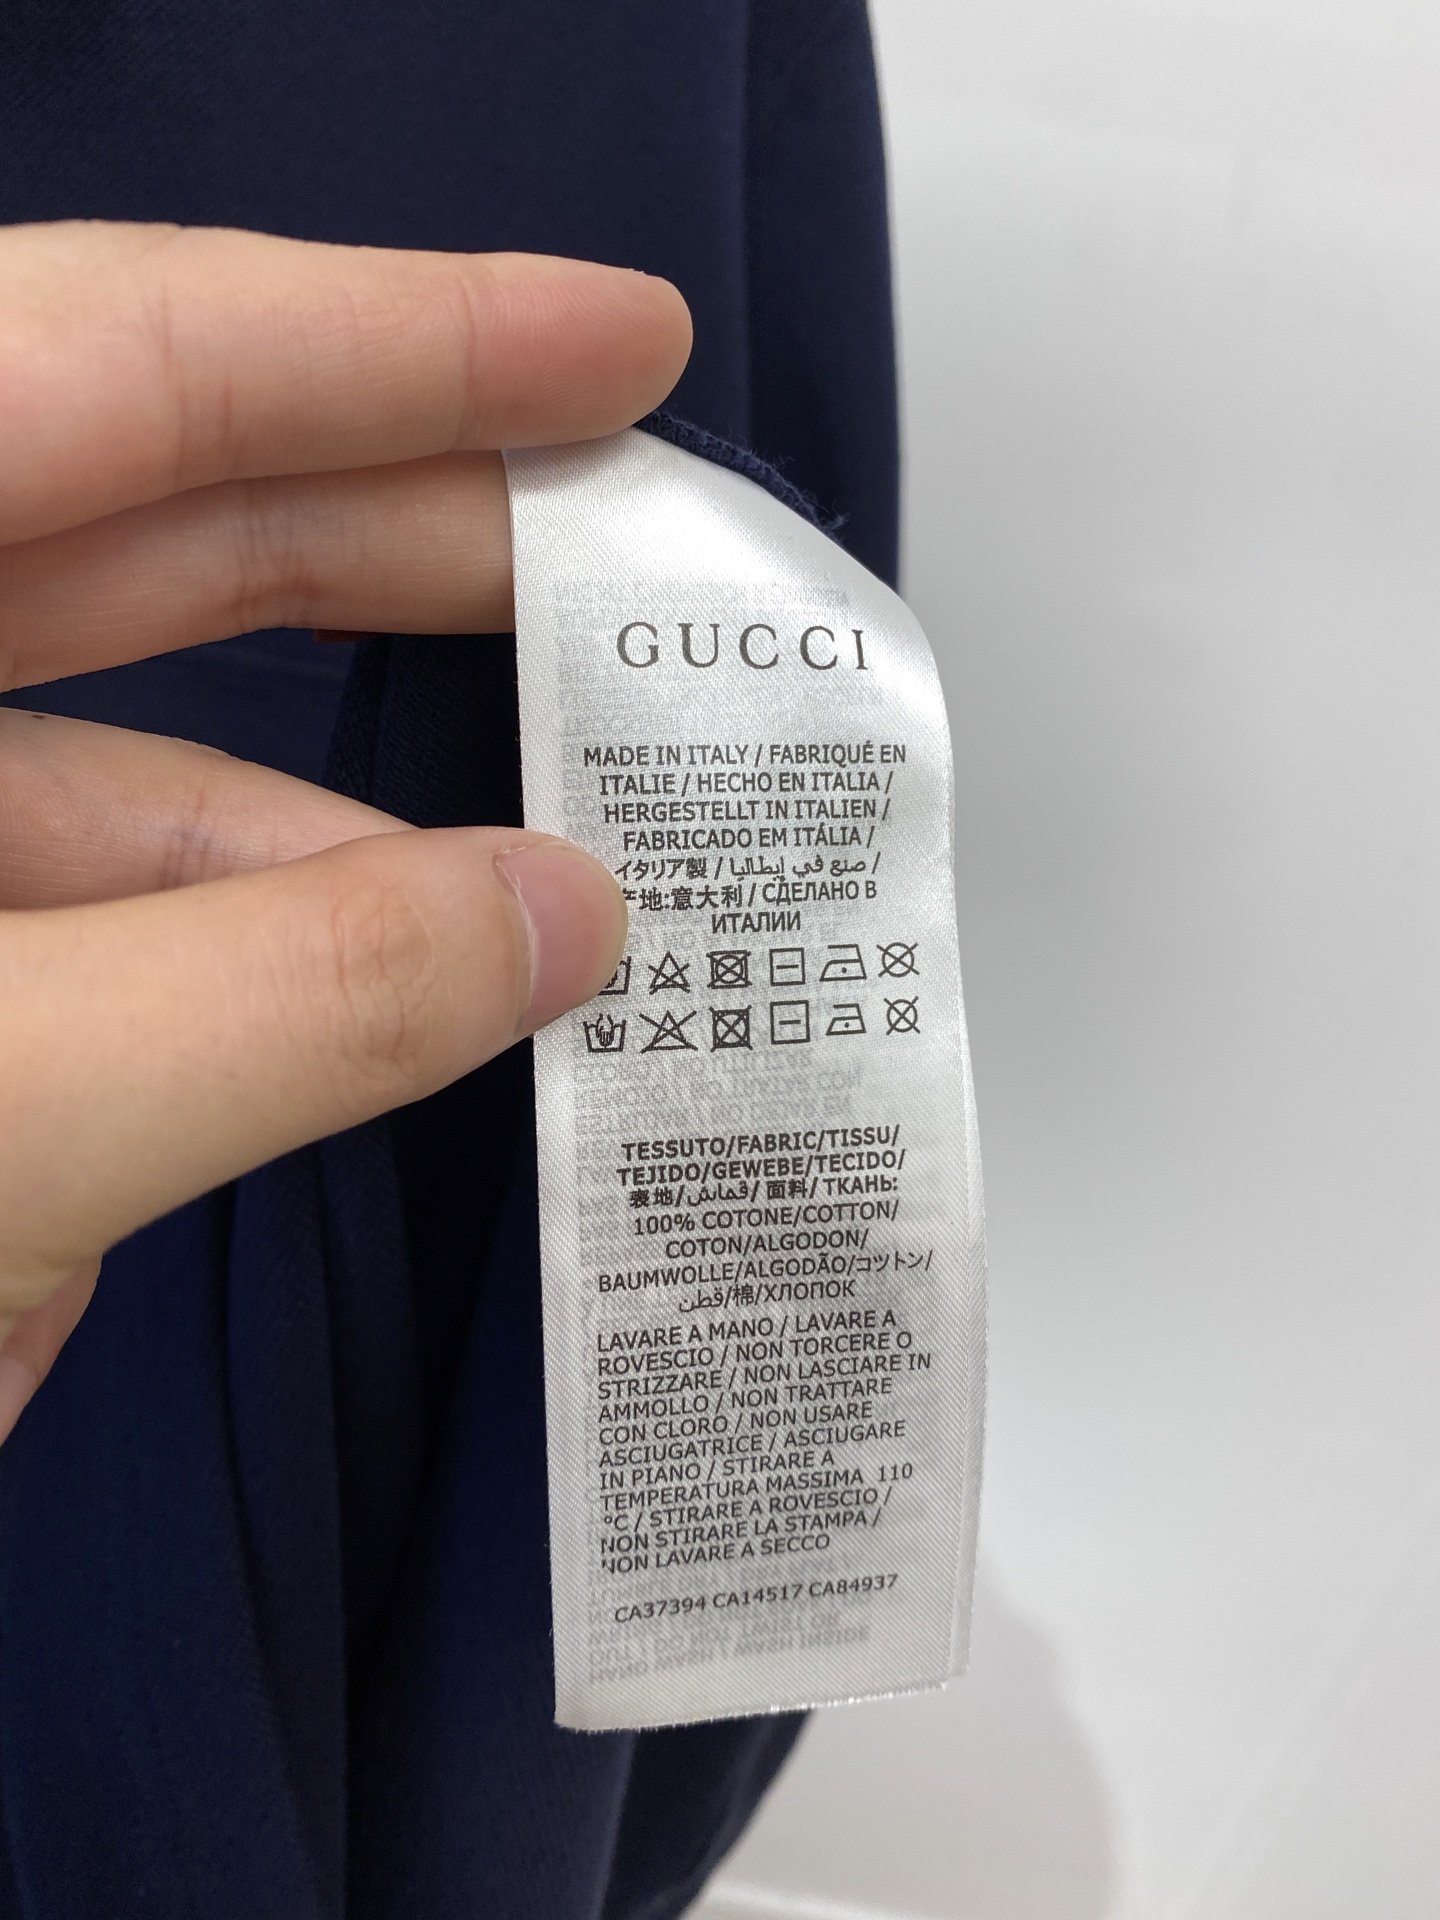 GUCCI
MADE IN ITALY / FABRIQUÉ EN
ITALIE / HECHO EN ITALIA /
HERGESTELLT IN ITALIEN /
FABRICADO EM ITÁLIA /
イタリア製 / صنع في إيطاليا /
产地:意大利 / СДЕЛАНО В
ИТАЛИИ
TESSUTO/FABRIC/TISSU/
TEJIDO/GEWEBE/TECIDO/
表地/قماش/ 面料/ ТКАНЬ:
100% COTONE/COTTON/
COTON/ALGODON/
BAUMWOLLE/ALGODÃO/コットン/
قطن/棉/ХЛОПОК
LAVARE A MANO / LAVARE A
ROVESCIO / NON TORCERE O
STRIZZARE / NON LASCIARE IN
AMMOLLO / NON TRATTARE
CON CLORO / NON USARE
ASCIUGATRICE / ASCIUGARE
IN PIANO / STIRARE A
TEMPERATURA MASSIMA 110
°C / STIRARE A ROVESCIO /
NON STIRARE LA STAMPA /
NON LAVARE A SECCO
CA37394 CA14517 CA84937